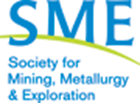 SME
Society for
Mining, Metallurgy
& Exploration